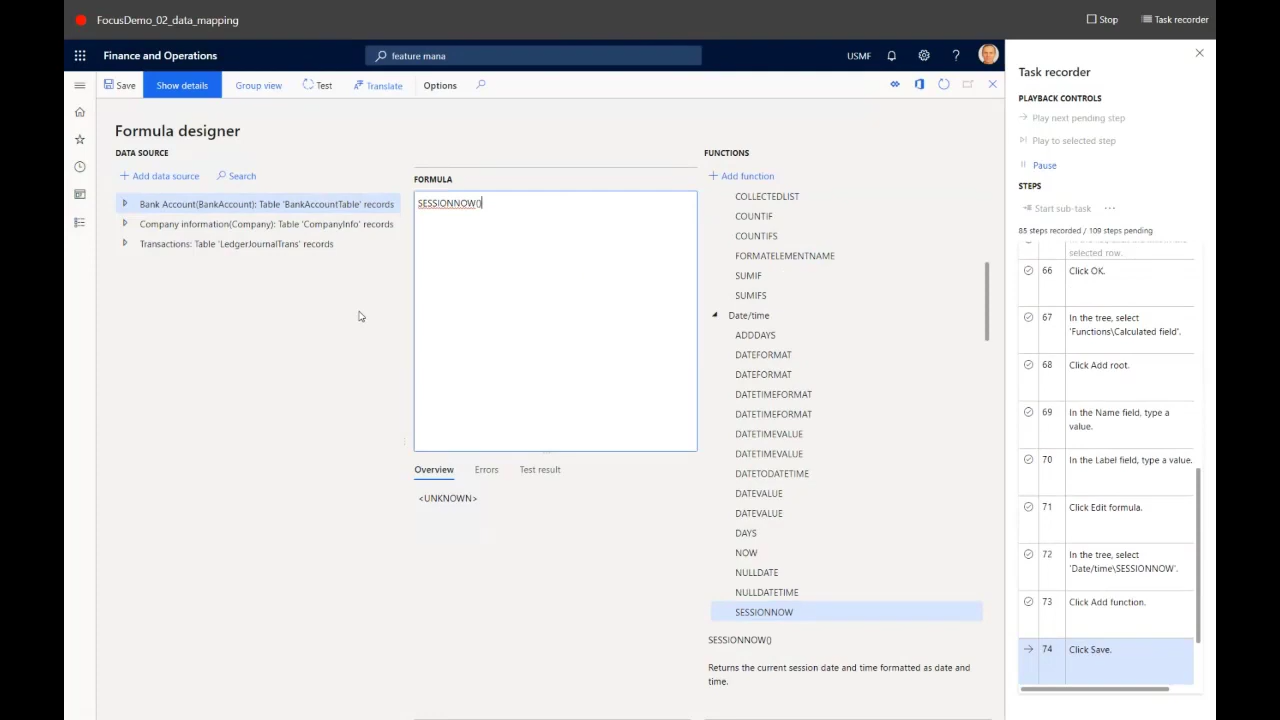 FocusDemo_02_data_mapping
Stop
Task recorder
Finance and Operations
feature mana
USMF
Save
Show details
Group view
Test
Translate
Options
Formula designer
DATA SOURCE
Add data source
Search
Bank Account(BankAccount): Table 'BankAccountTable' records
Company information(Company): Table 'CompanyInfo' records
Transactions: Table 'LedgerJournalTrans' records
FORMULA
SESSIONNOW()
Overview
Errors
Test result
<UNKNOWN>
FUNCTIONS
Add function
COLLECTEDLIST
COUNTIF
COUNTIFS
FORMATELEMENTNAME
SUMIF
SUMIFS
Date/time
ADDDAYS
DATEFORMAT
DATEFORMAT
DATETIMEFORMAT
DATETIMEFORMAT
DATETIMEVALUE
DATETIMEVALUE
DATETODATETIME
DATEVALUE
DATEVALUE
DAYS
NOW
NULLDATE
NULLDATETIME
SESSIONNOW
SESSIONNOW()
Returns the current session date and time formatted as date and
time.
Task recorder
PLAYBACK CONTROLS
Play next pending step
Play to selected step
Pause
STEPS
Start sub-task
85 steps recorded / 109 steps pending
selected row.
66 Click OK.
67 In the tree, select
'Functions\Calculated field'.
68 Click Add root.
69 In the Name field, type a
value.
70 In the Label field, type a value.
71 Click Edit formula.
72 In the tree, select
'Date/time\SESSIONNOW'.
73 Click Add function.
74 Click Save.